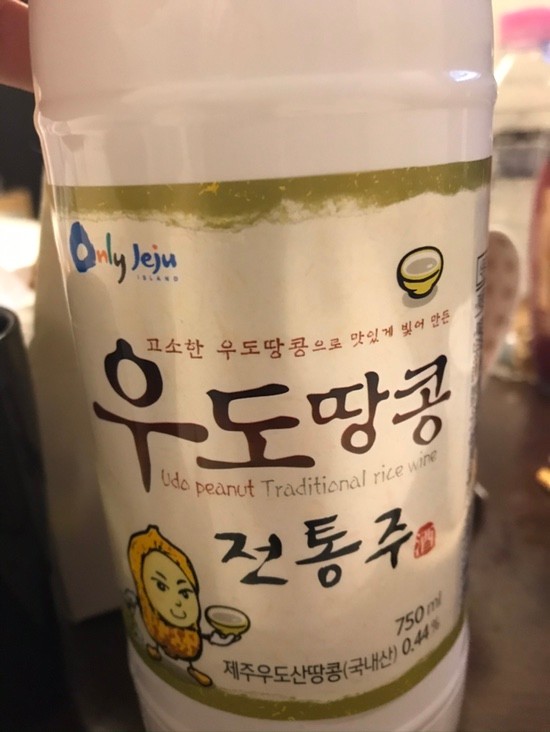 Only Jeju
ISLAND
고소한 우도땅콩으로 맛있게 빚어 만든
우도땅콩
Udo peanut Traditional rice wine
전통주
750 ml
제주우도산땅콩(국내산) 0.44%